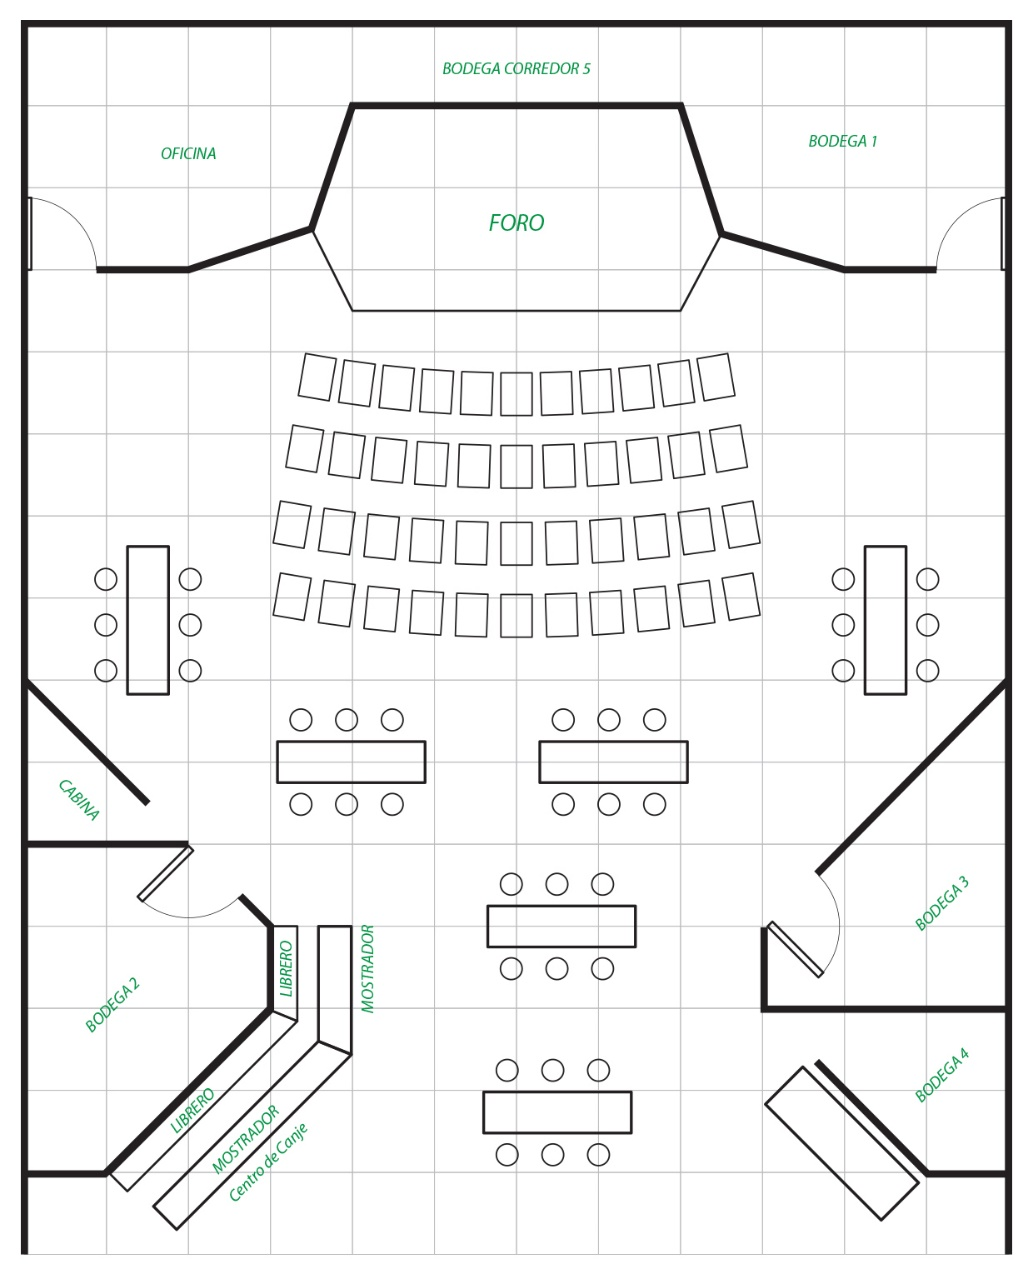 BODEGA CORREDOR 5
OFICINA
BODEGA 1
FORO
CABINA
BODEGA 3
LIBRERO
MOSTRADOR
BODEGA 2
BODEGA 4
LIBRERO
MOSTRADOR
Centro de Canje